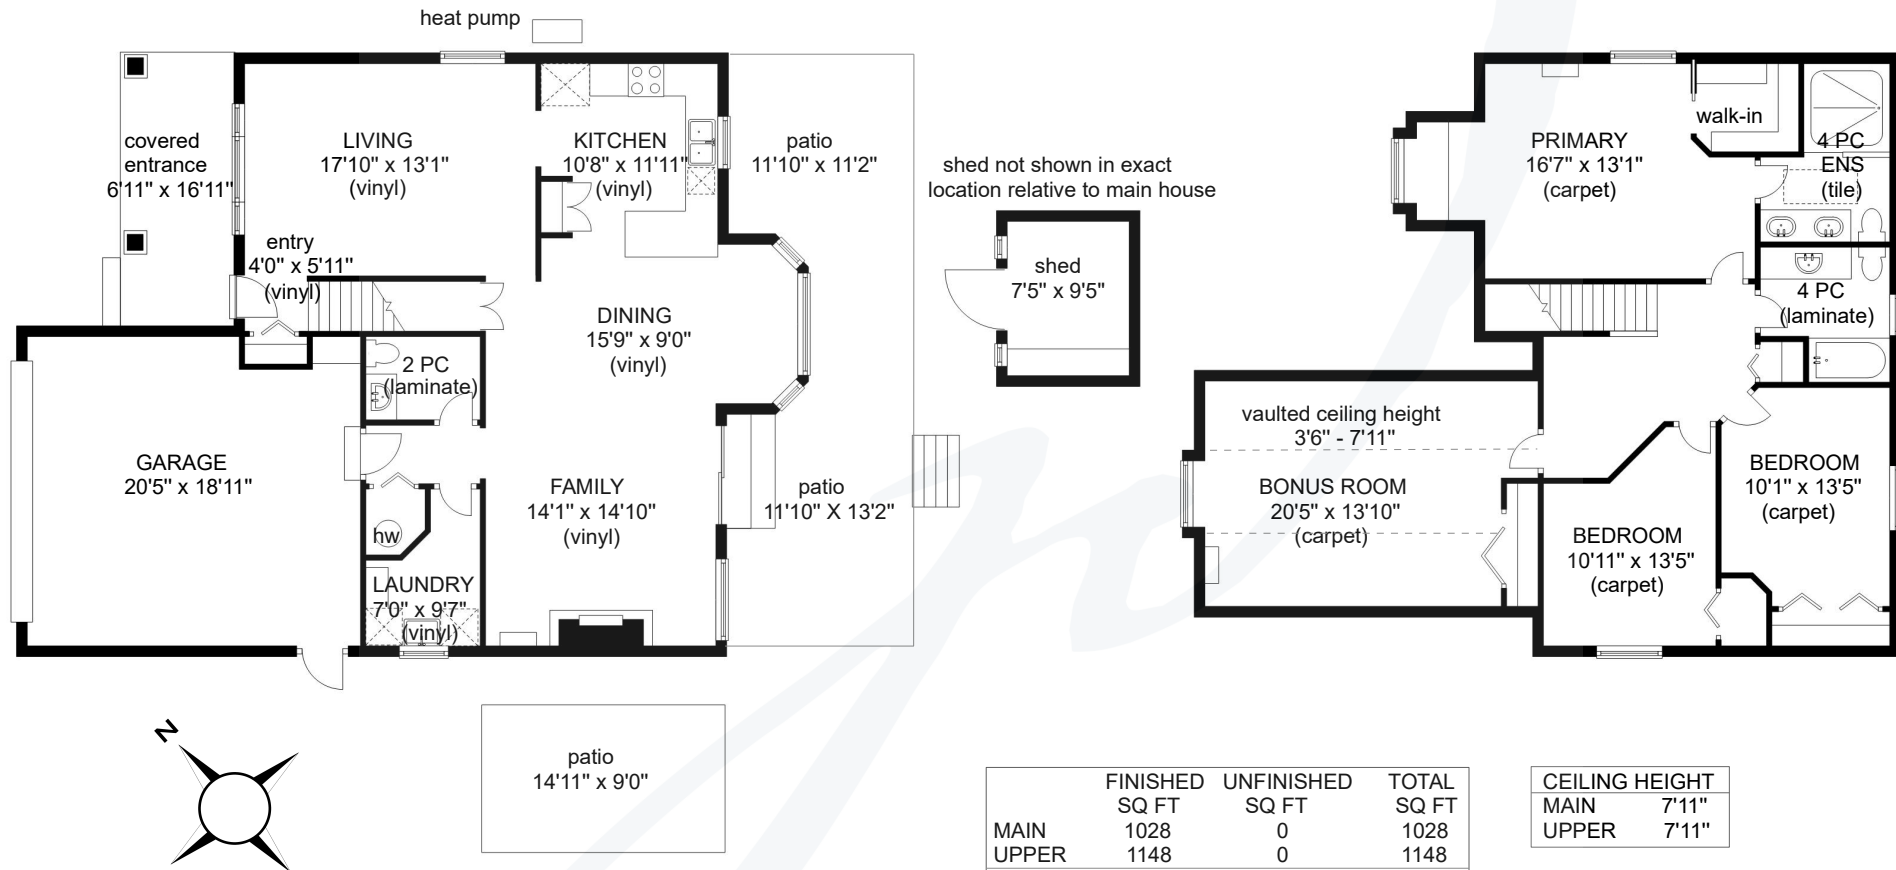 heat pump
covered
entrance
6'11" x 16'11"
LIVING
17'10" x 13'1"
(vinyl)
KITCHEN
10'8" x 11'11"
(vinyl)
patio
11'10" x 11'2"
entry
4'0" x 5'11"
(vinyl)
DINING
15'9" x 9'0"
(vinyl)
2 PC
(laminate)
GARAGE
20'5" x 18'11"
FAMILY
14'1" x 14'10"
(vinyl)
patio
11'10" X 13'2"
hw
LAUNDRY
7'0" x 9'7"
(vinyl)
patio
14'11" x 9'0"
N
shed not shown in exact
location relative to main house
shed
7'5" x 9'5"
PRIMARY
16'7" x 13'1"
(carpet)
walk-in
4 PC
ENS
(tile)
4 PC
(laminate)
vaulted ceiling height
3'6" - 7'11"
BONUS ROOM
20'5" x 13'10"
(carpet)
BEDROOM
10'11" x 13'5"
(carpet)
BEDROOM
10'1" x 13'5"
(carpet)
FINISHED UNFINISHED TOTAL
SQ FT SQ FT SQ FT
MAIN 1028 0 1028
UPPER 1148 0 1148
CEILING HEIGHT
MAIN 7'11"
UPPER 7'11"